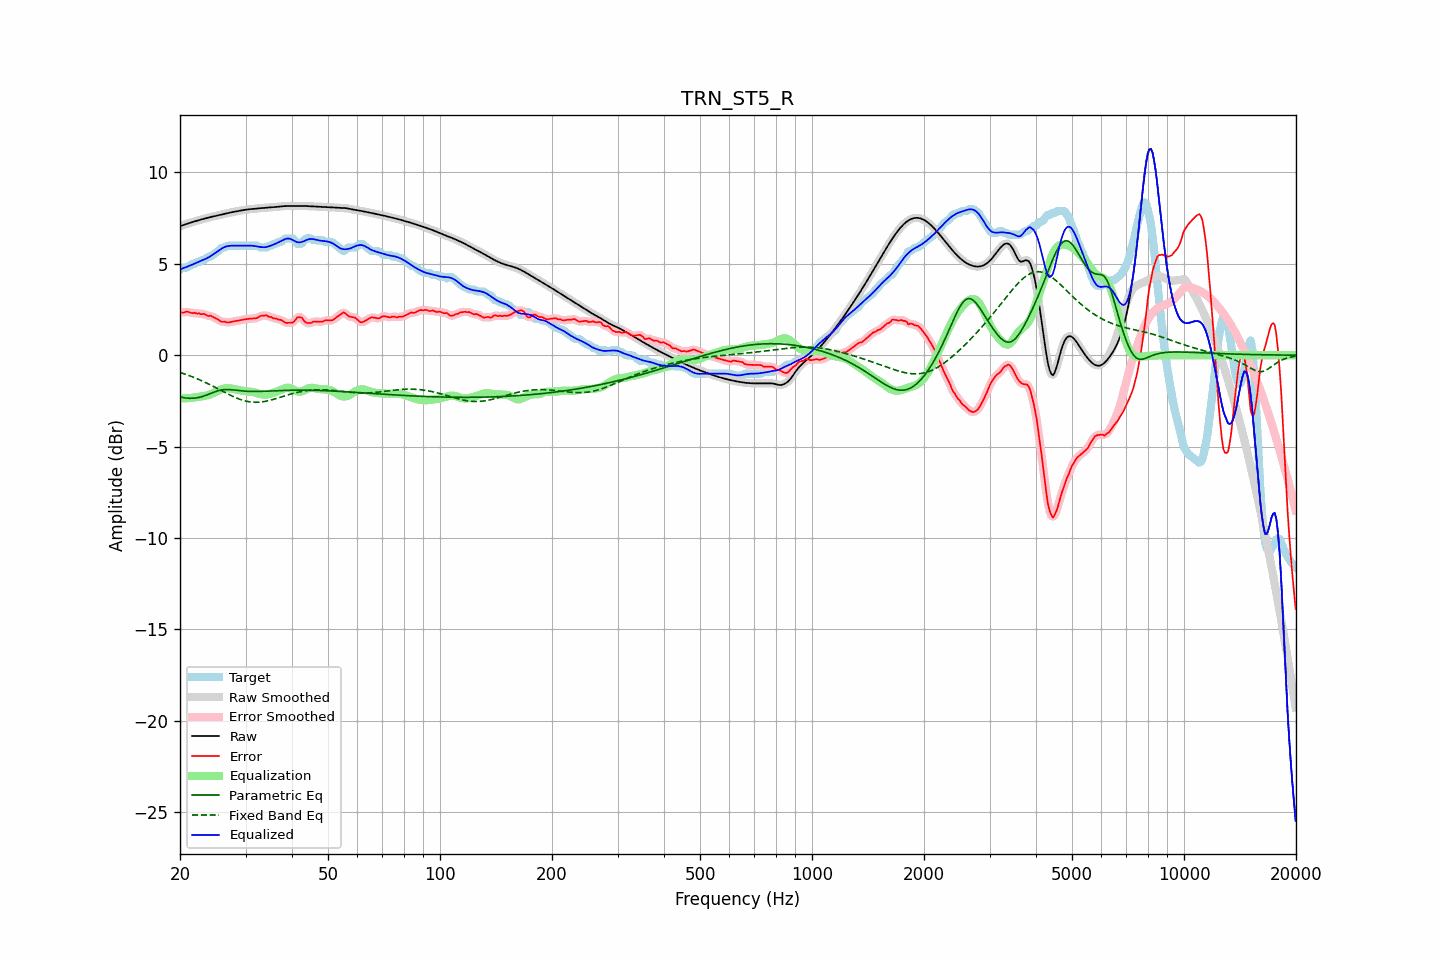 TRN_ST5_R
Amplitude (dBr)
10
5
0
−5
−10
−15
−20
−25
Target
Raw Smoothed
Error Smoothed
Raw
Error
Equalization
Parametric Eq
Fixed Band Eq
Equalized
20 50 100 200 500 1000 2000 5000 10000 20000
Frequency (Hz)